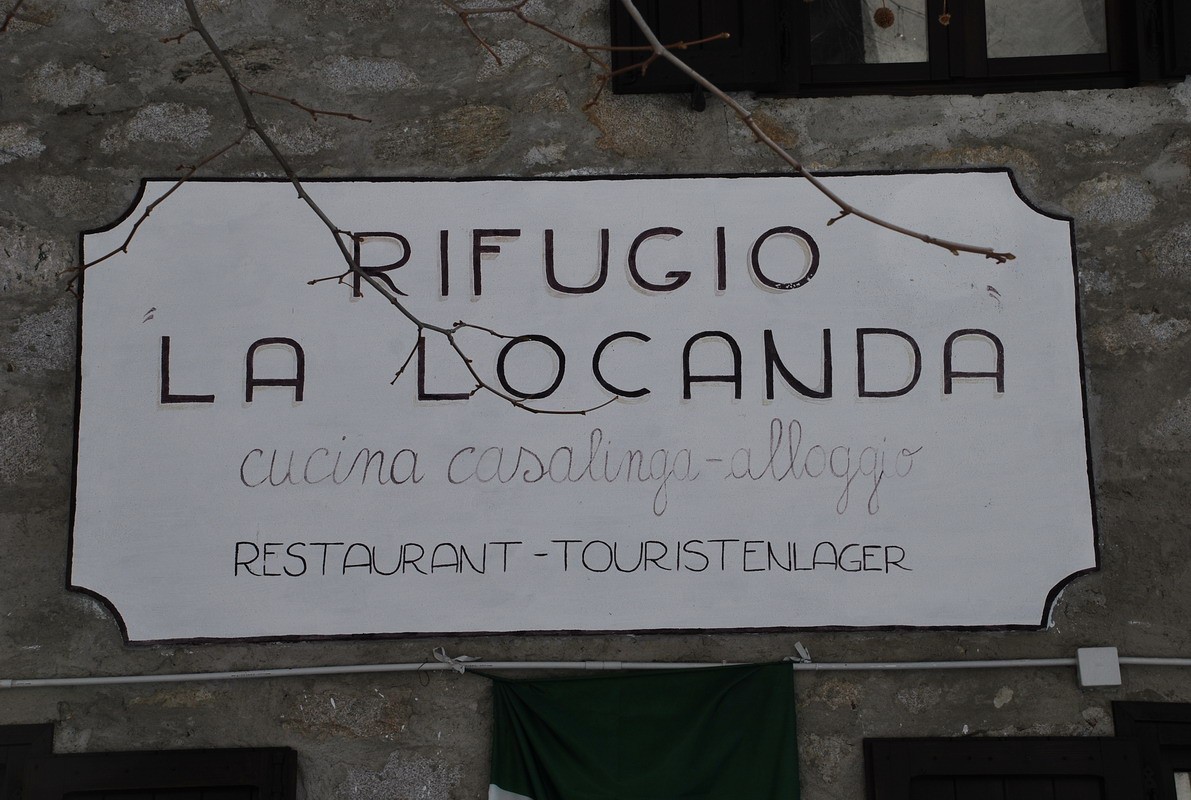 RIFUGIO
"LA LOCANDA"
cucina casalinga-alloggio
RESTAURANT -TOURISTENLAGER